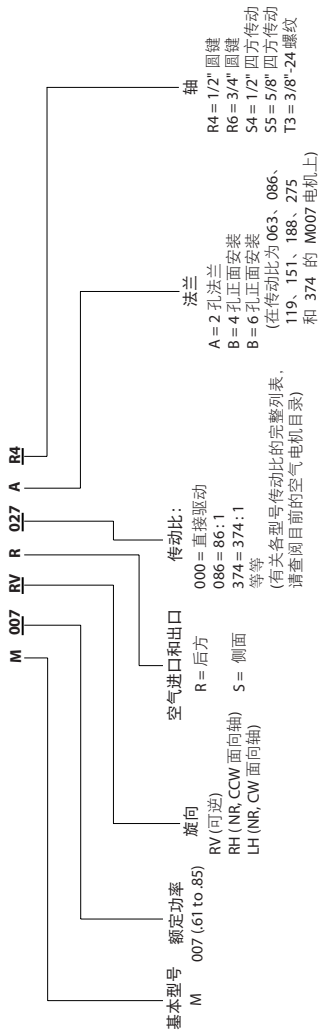 M 007 RV R 027 A R4
基本型号
M
额定功率
007 (.61 to .85)
旋向
RV (可逆)
RH ( NR, CCW 面向轴)
LH (NR, CW 面向轴)
空气进口和出口
R = 后方
S = 侧面
传动比：
000 = 直接驱动
086 = 86 : 1
374 = 374 : 1
等等
(有关各型号传动比的完整列表，
请查阅目前的空气电机目录)
法兰
A = 2 孔法兰
B = 4 孔正面安装
B = 6 孔正面安装
(在传动比为 063、086、
119、151、188、275
和 374 的 M007 电机上)
轴
R4 = 1/2" 圆键
R6 = 3/4" 圆键
S4 = 1/2" 四方传动
S5 = 5/8" 四方传动
T3 = 3/8"-24 螺纹